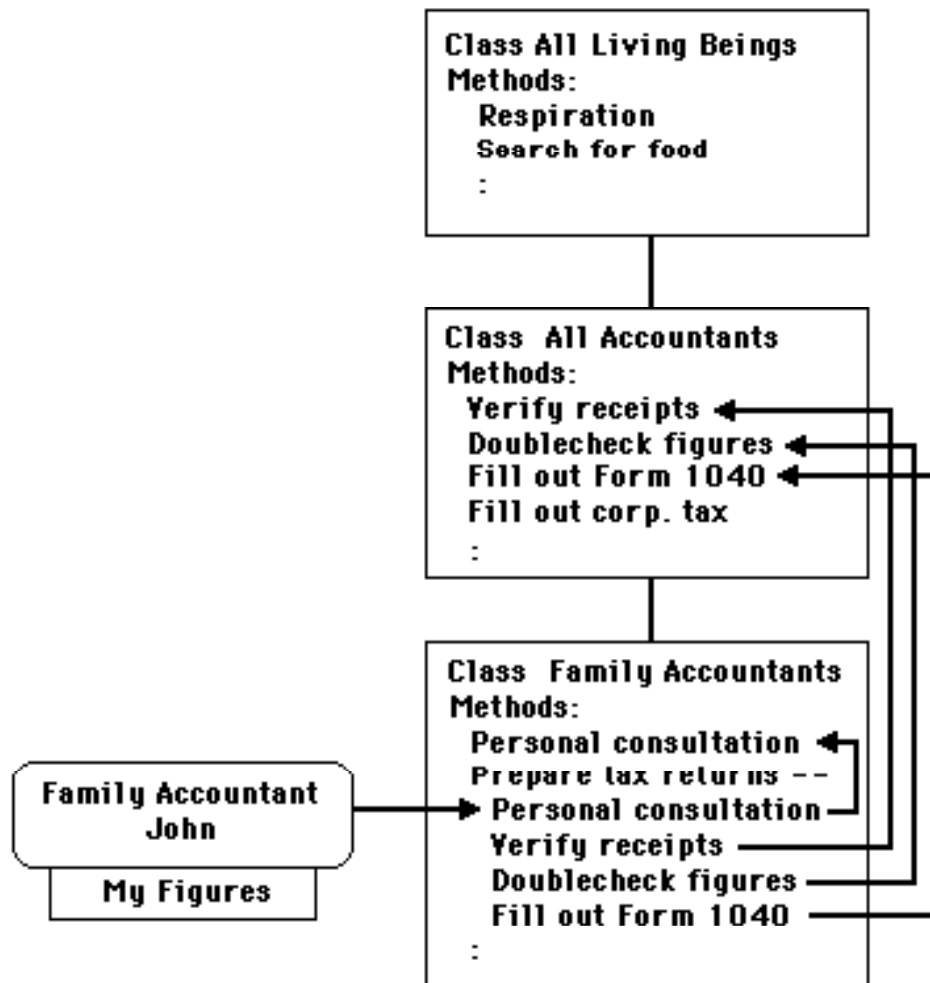 Class All Living Beings
Methods:
Respiration
Search for food
:
Class All Accountants
Methods:
Verify receipts
Doublecheck figures
Fill out Form 1040
Fill out corp. tax
:
Class Family Accountants
Methods:
Personal consultation
Prepare tax returns --
Personal consultation
Verify receipts
Doublecheck figures
Fill out Form 1040
:
Family Accountant
John
My Figures